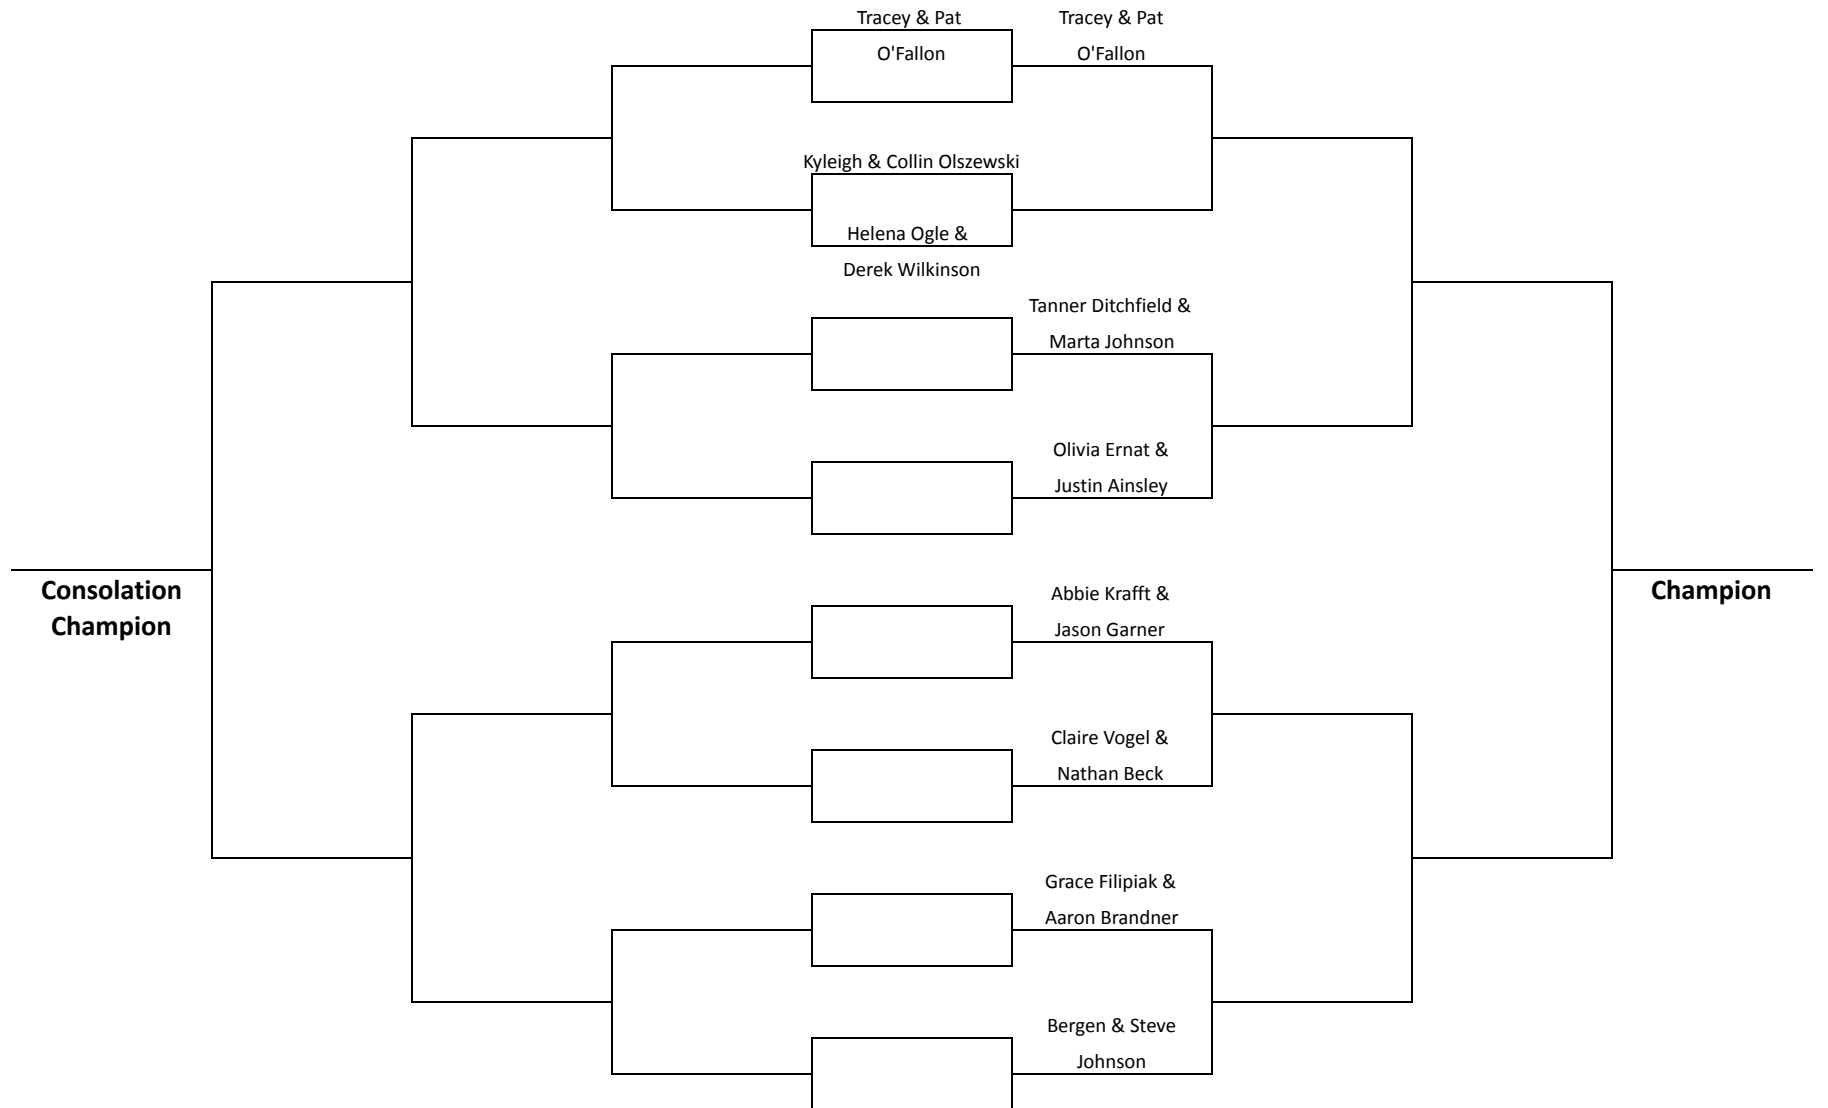 Tracey & Pat
O'Fallon
Tracey & Pat
O'Fallon
Kyleigh & Collin Olszewski
Helena Ogle &
Derek Wilkinson
Tanner Ditchfield &
Marta Johnson
Olivia Ernat &
Justin Ainsley
Consolation
Champion
Champion
Abbie Krafft &
Jason Garner
Claire Vogel &
Nathan Beck
Grace Filipiak &
Aaron Brandner
Bergen & Steve
Johnson